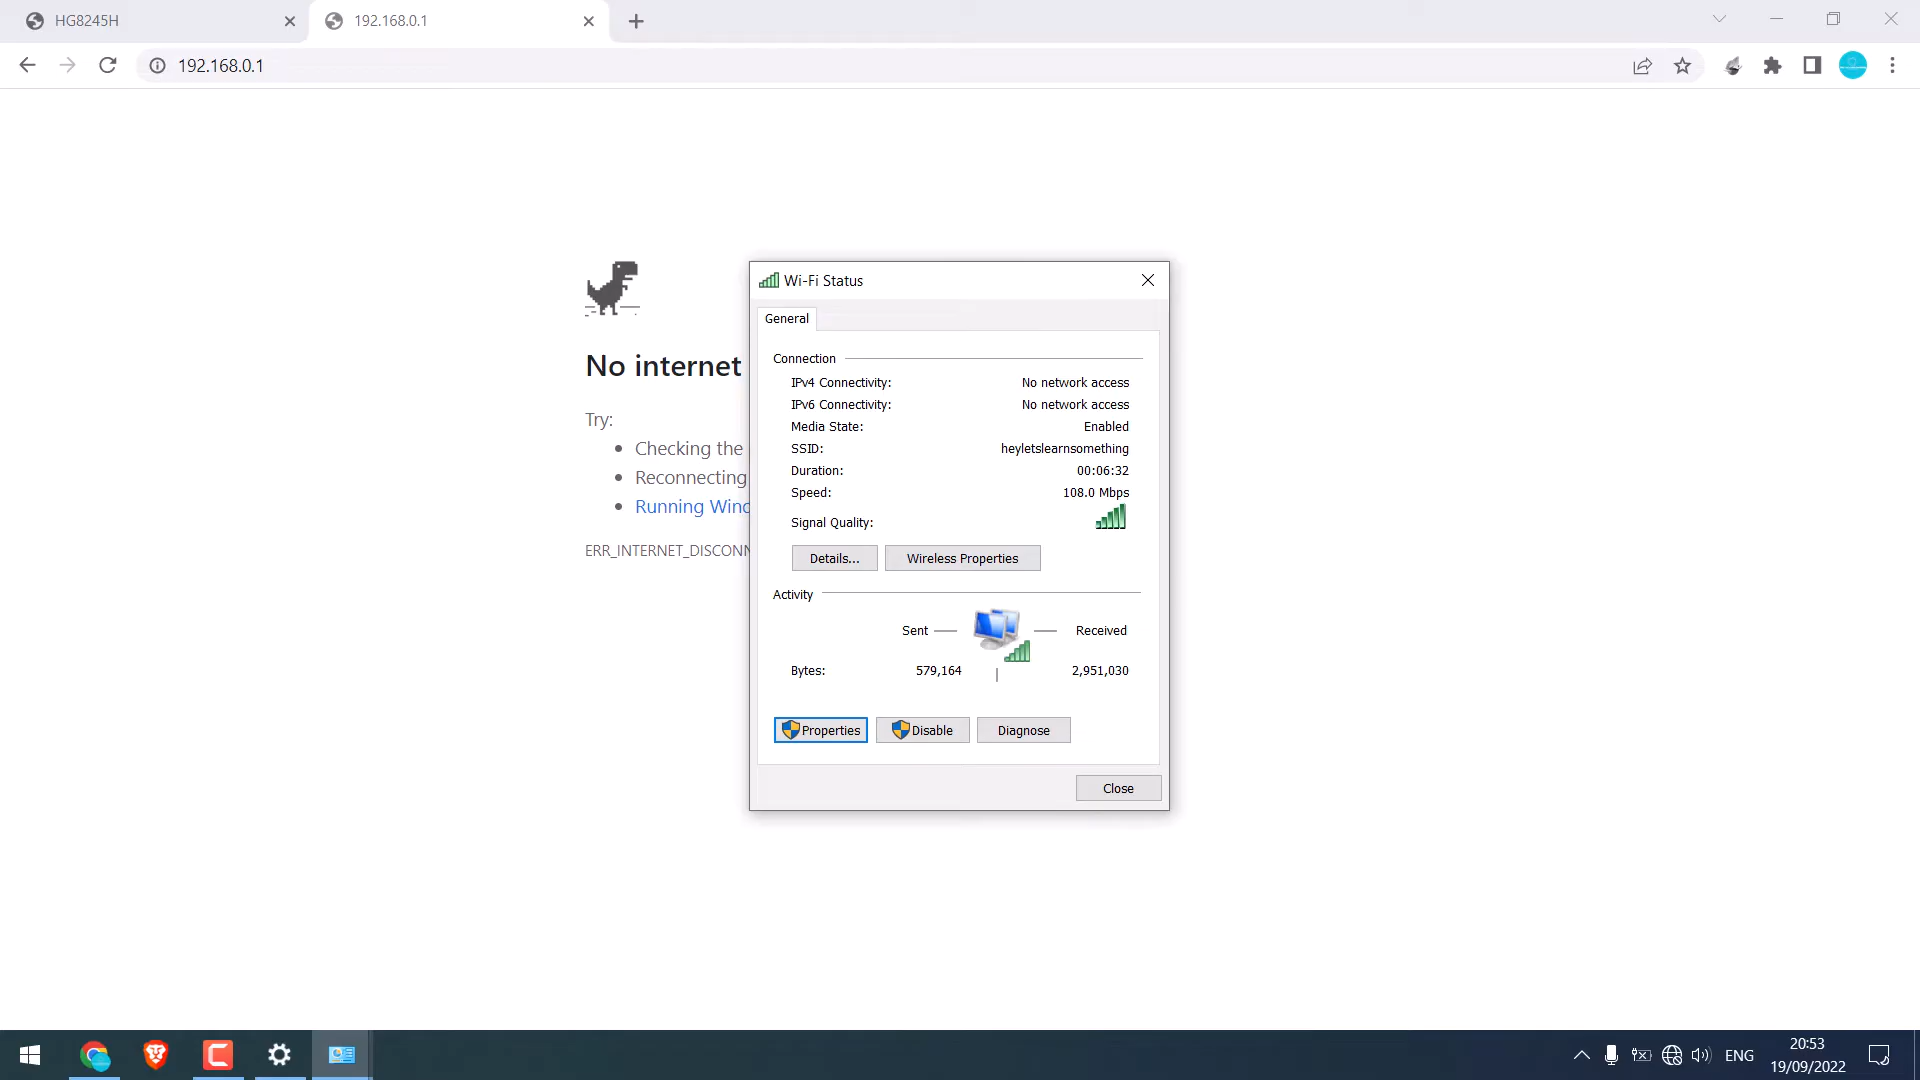 HG8245H
192.168.0.1
192.168.0.1
No internet
Try:
Checking the
Reconnecting
Running Wind
ERR_INTERNET_DISCONN
Wi-Fi Status
General
Connection
IPv4 Connectivity: No network access
IPv6 Connectivity: No network access
Media State: Enabled
SSID: heyletslearnsomething
Duration: 00:06:32
Speed: 108.0 Mbps
Signal Quality:
Details... Wireless Properties
Activity
Sent Received
Bytes: 579,164 2,951,030
Properties Disable Diagnose
Close
ENG
20:53
19/09/2022